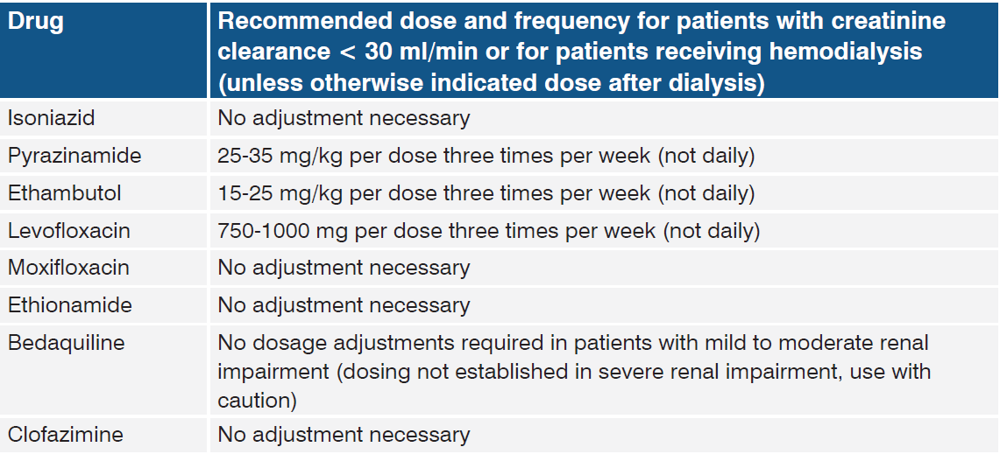 Drug
Recommended dose and frequency for patients with creatinine
clearance < 30 ml/min or for patients receiving hemodialysis
(unless otherwise indicated dose after dialysis)
Isoniazid
No adjustment necessary
Pyrazinamide
25-35 mg/kg per dose three times per week (not daily)
Ethambutol
15-25 mg/kg per dose three times per week (not daily)
Levofloxacin
750-1000 mg per dose three times per week (not daily)
Moxifloxacin
No adjustment necessary
Ethionamide
No adjustment necessary
Bedaquiline
No dosage adjustments required in patients with mild to moderate renal
impairment (dosing not established in severe renal impairment, use with
caution)
Clofazimine
No adjustment necessary